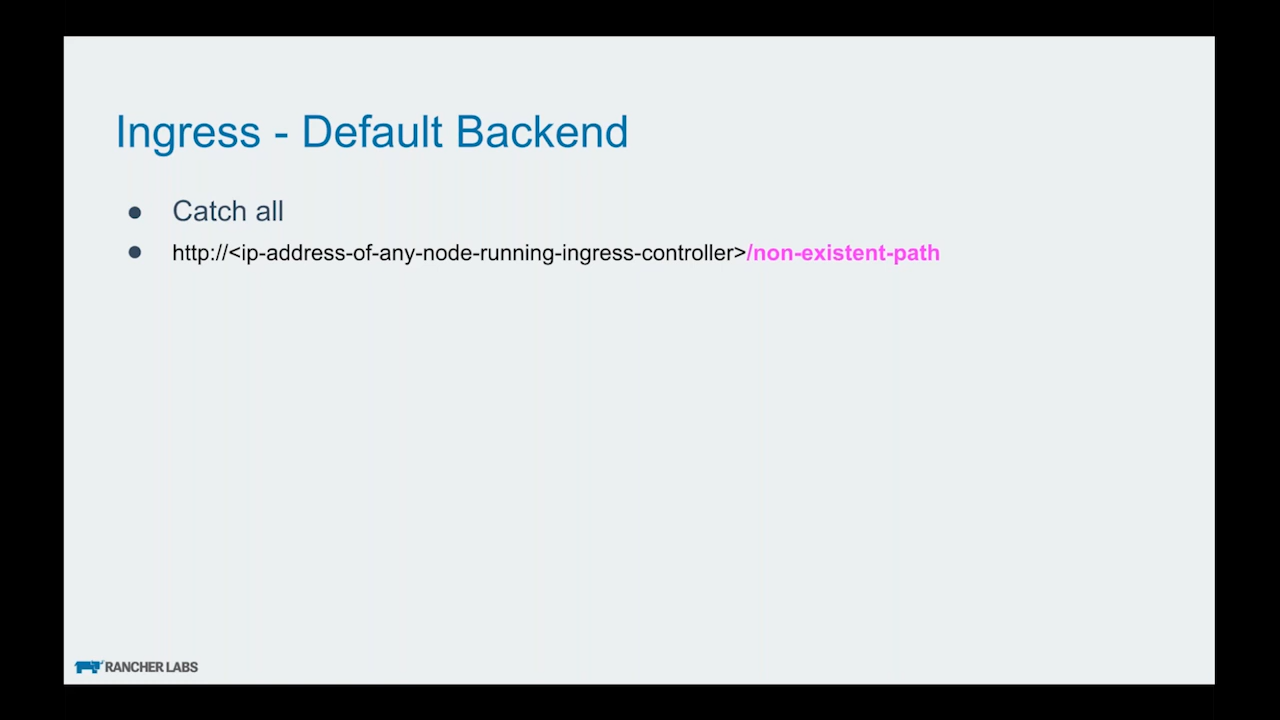 Ingress - Default Backend
● Catch all
● http://<ip-address-of-any-node-running-ingress-controller>/non-existent-path
RANCHER LABS